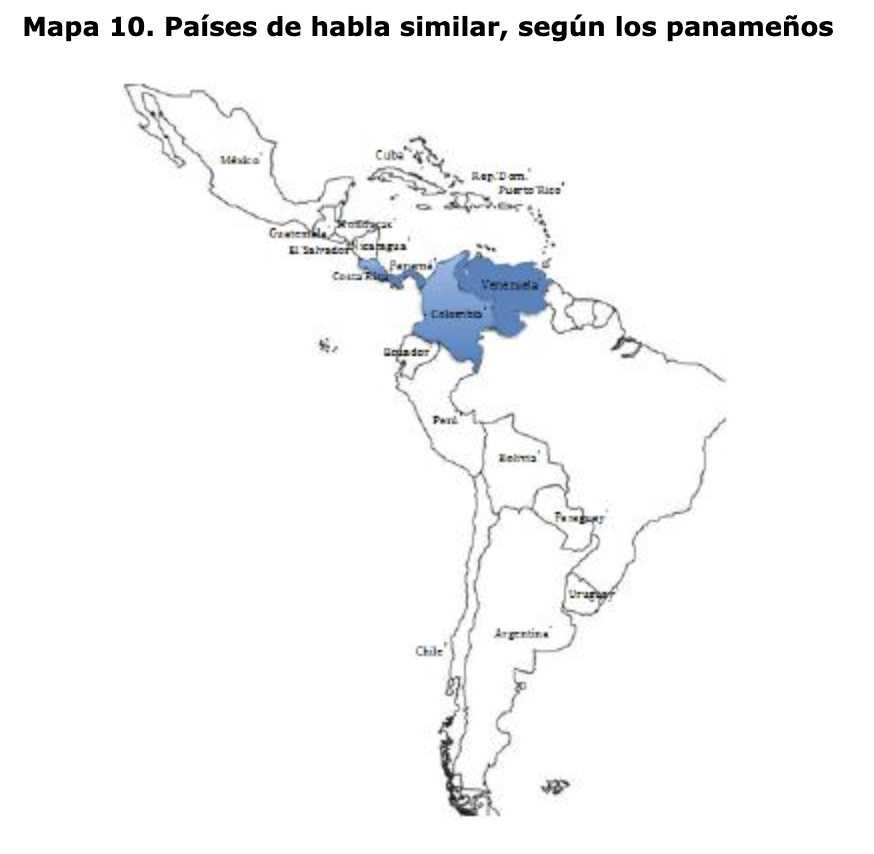 Mapa 10. Países de habla similar, según los panameños
México
Cuba
Rep. Dom.
Puerto Rico
Honduras
Guatemala
El Salvador
Nicaragua
Costa Rica
Panamá
Venezuela
Colombia
Ecuador
Perú
Bolivia
Paraguay
Uruguay
Argentina
Chile